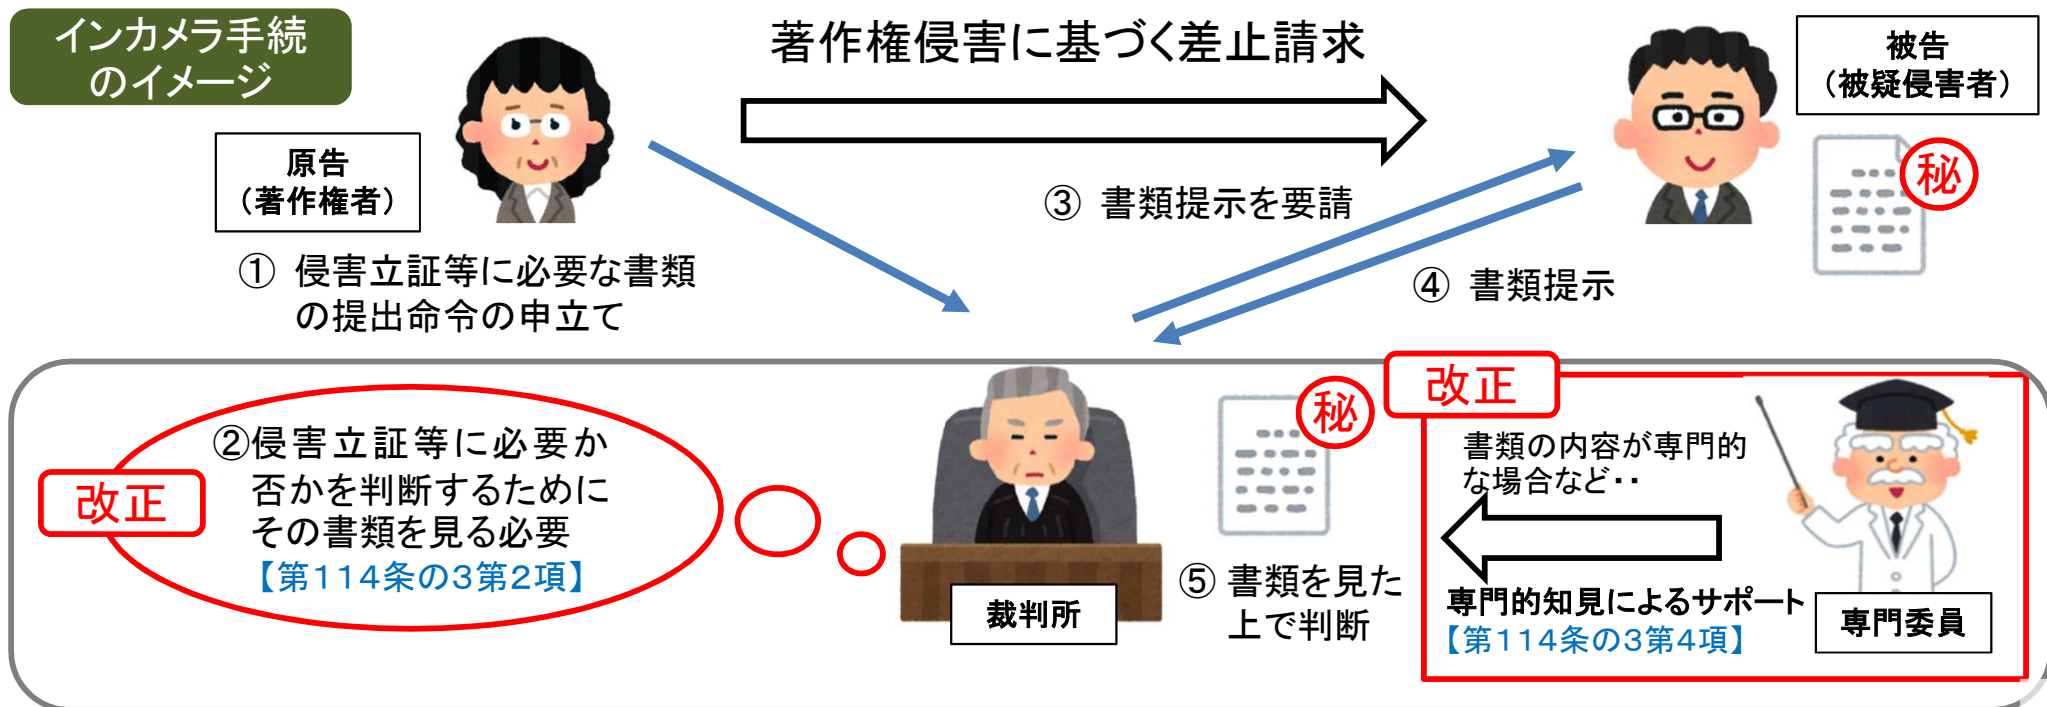 インカメラ手続
のイメージ
著作権侵害に基づく差止請求
被告
（被疑侵害者）
秘
原告
（著作権者）
① 侵害立証等に必要な書類
の提出命令の申立て
③ 書類提示を要請
④ 書類提示
改正
②侵害立証等に必要か
否かを判断するために
その書類を見る必要
【第114条の3第2項】
裁判所
秘
⑤ 書類を見た
上で判断
改正
書類の内容が専門的
な場合など・・
専門的知見によるサポート
【第114条の3第4項】
専門委員